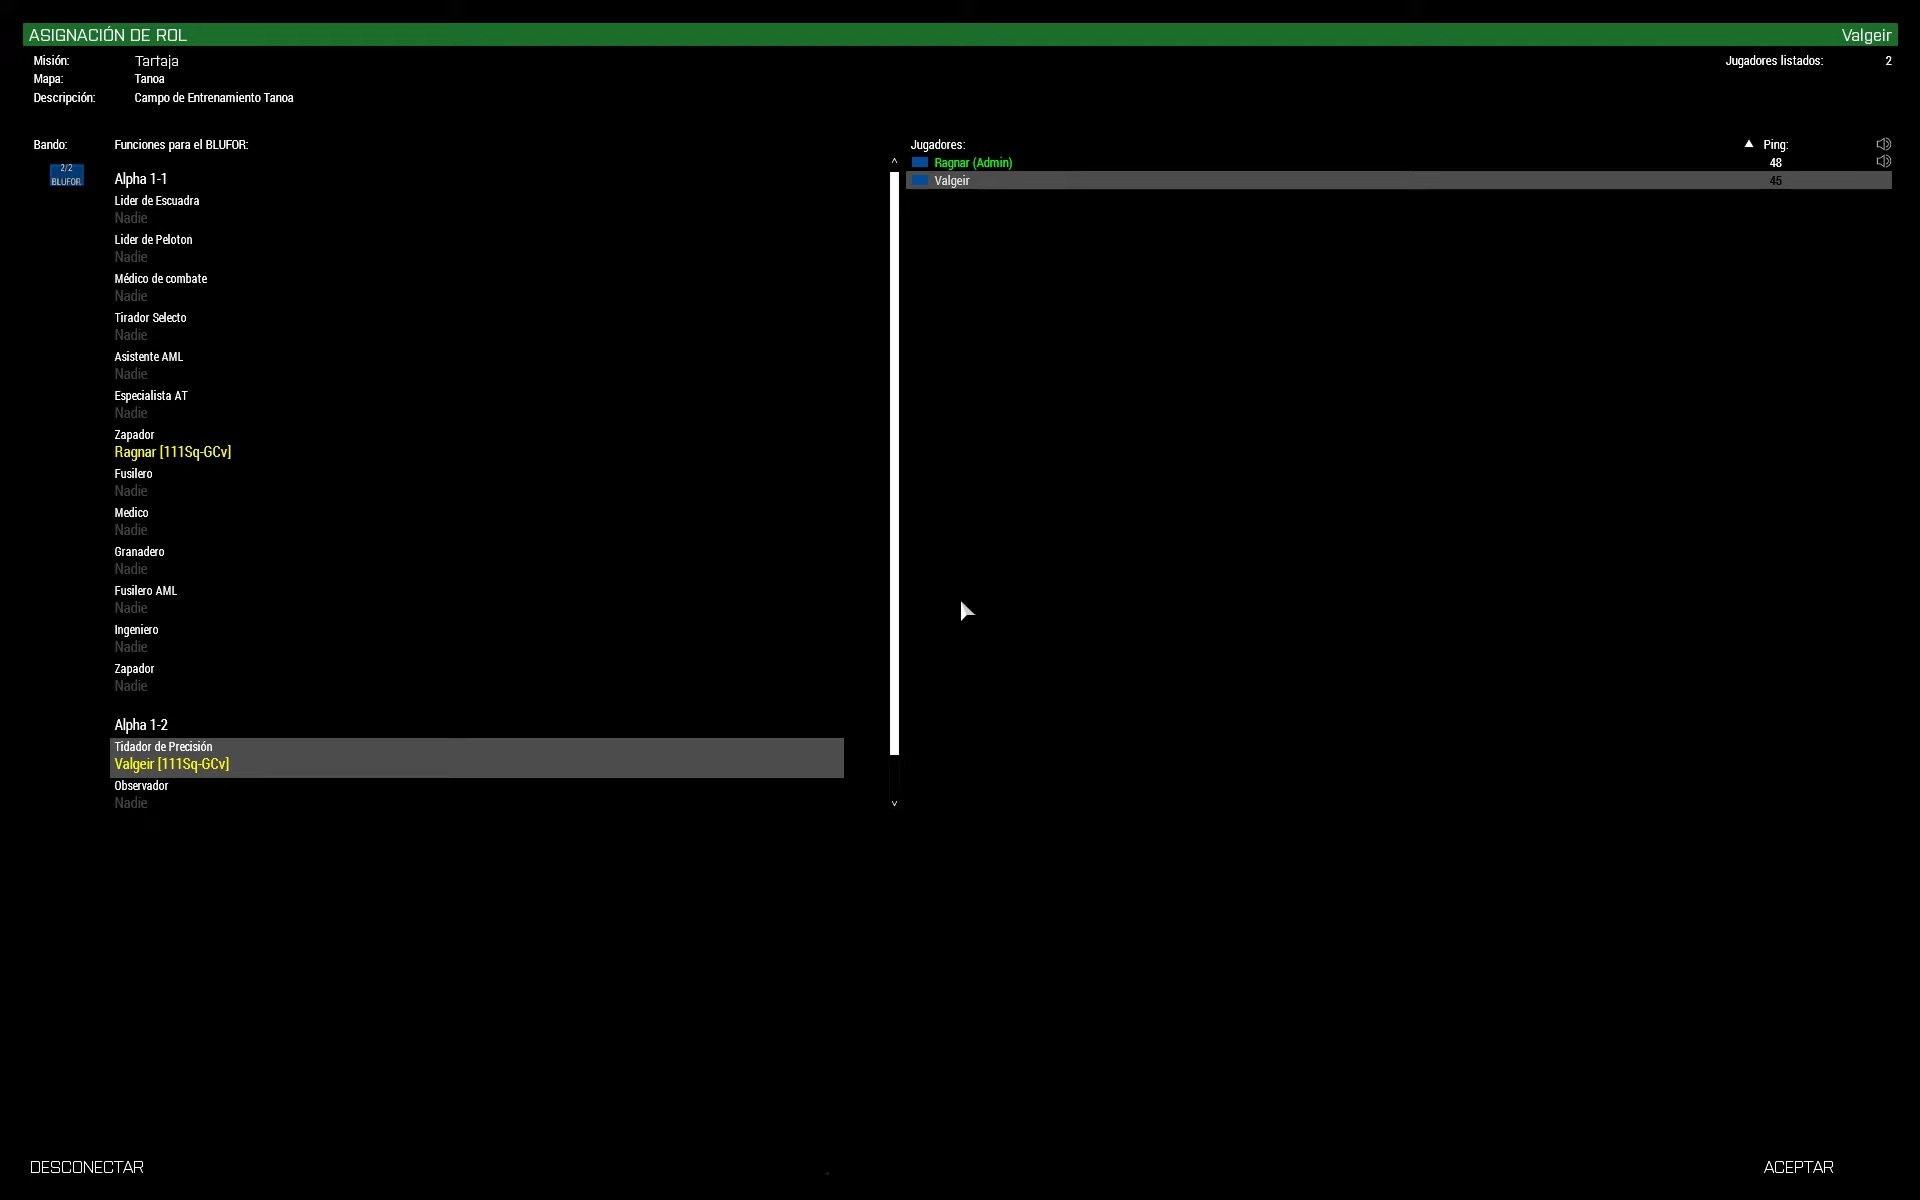 ASIGNACIÓN DE ROL Valgeir
Misión: Tartaja Jugadores listados: 2
Mapa: Tanoa
Descripción: Campo de Entrenamiento Tanoa
Bando: Funciones para el BLUFOR: Jugadores: Ping:
2/2
BLUFOR
Ragnar (Admin) 48
Valgeir 45
Alpha 1-1
Lider de Escuadra
Nadie
Lider de Peloton
Nadie
Médico de combate
Nadie
Tirador Selecto
Nadie
Asistente AML
Nadie
Especialista AT
Nadie
Zapador
Ragnar [111Sq-GCv]
Fusilero
Nadie
Medico
Nadie
Granadero
Nadie
Fusilero AML
Nadie
Ingeniero
Nadie
Zapador
Nadie
Alpha 1-2
Tidador de Precisión
Valgeir [111Sq-GCv]
Observador
Nadie
DESCONECTAR ACEPTAR